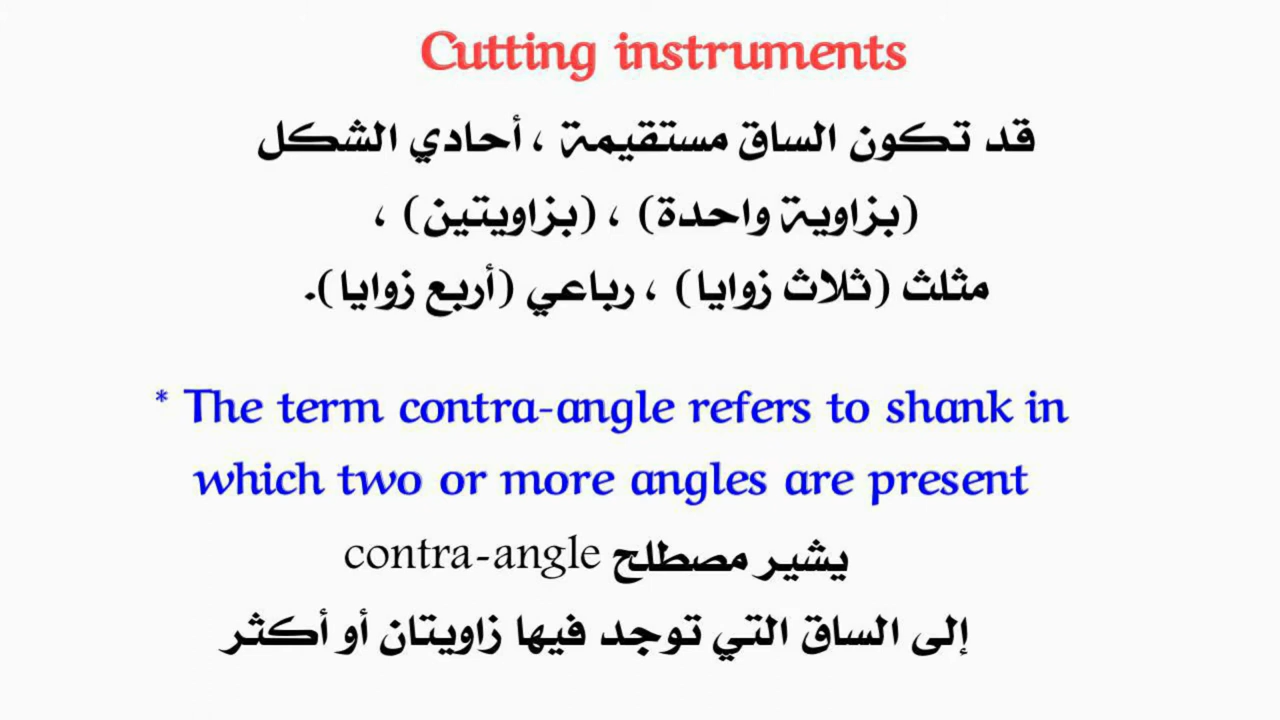 Cutting instruments
قد تكون الساق مستقيمة ، أحادي الشكل
(بزاوية واحدة) ، (بزاويتين) ،
مثلث (ثلاث زوايا) ، رباعي (أربع زوايا).
* The term contra-angle refers to shank in
which two or more angles are present
يشير مصطلح contra-angle
إلى الساق التي توجد فيها زاويتان أو أكثر